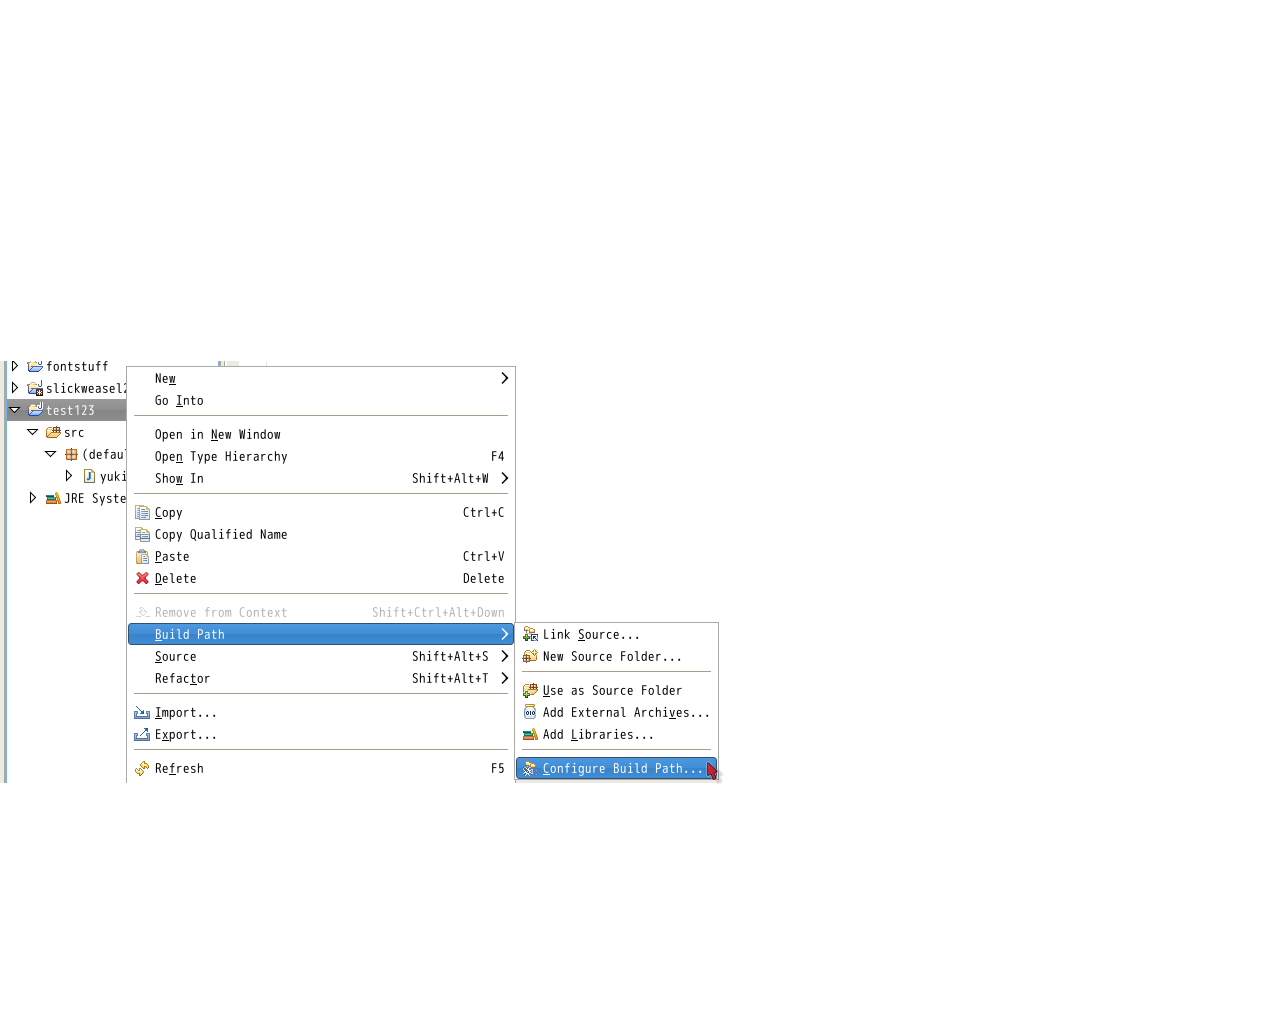 fontstuff
slickweasel2
test123
src
(defau
yuki
JRE Syste
New
Go Into
Open in New Window
Open Type Hierarchy F4
Show In Shift+Alt+W
Copy Ctrl+C
Copy Qualified Name
Paste Ctrl+V
Delete Delete
Remove from Context Shift+Ctrl+Alt+Down
Build Path
Source Shift+Alt+S
Refactor Shift+Alt+T
Import...
Export...
Refresh F5
Link Source...
New Source Folder...
Use as Source Folder
Add External Archives...
Add Libraries...
Configure Build Path...